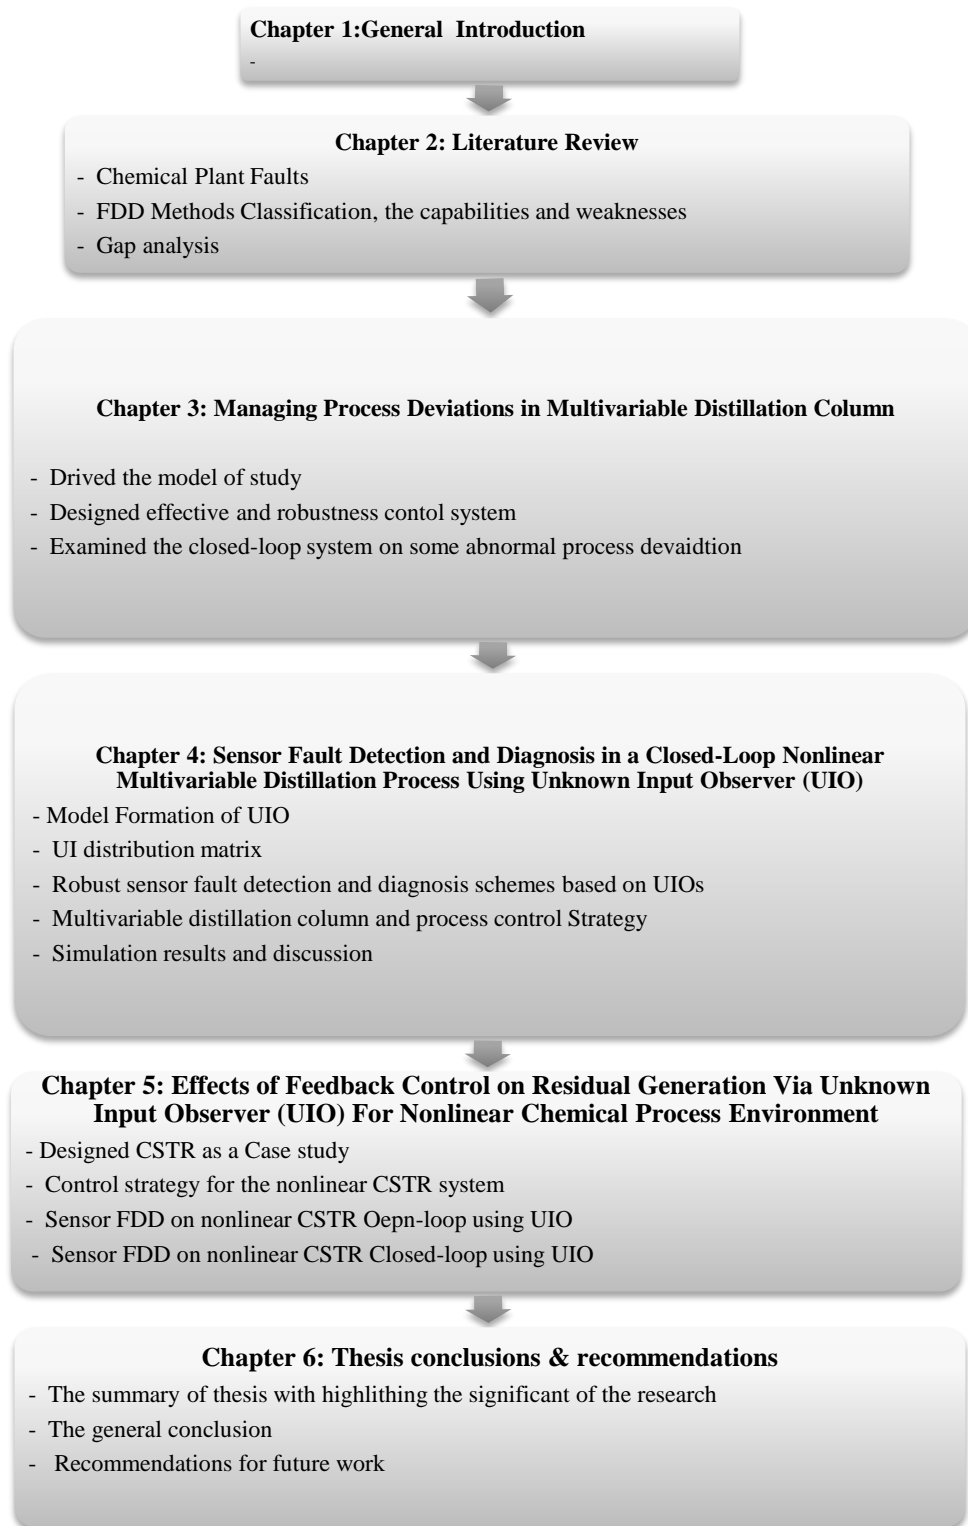 Chapter 1:General Introduction
-
Chapter 2: Literature Review
- Chemical Plant Faults
- FDD Methods Classification, the capabilities and weaknesses
- Gap analysis
Chapter 3: Managing Process Deviations in Multivariable Distillation Column
- Drived the model of study
- Designed effective and robustness contol system
- Examined the closed-loop system on some abnormal process devaidtion
Chapter 4: Sensor Fault Detection and Diagnosis in a Closed-Loop Nonlinear
Multivariable Distillation Process Using Unknown Input Observer (UIO)
- Model Formation of UIO
- UI distribution matrix
- Robust sensor fault detection and diagnosis schemes based on UIOs
- Multivariable distillation column and process control Strategy
- Simulation results and discussion
Chapter 5: Effects of Feedback Control on Residual Generation Via Unknown
Input Observer (UIO) For Nonlinear Chemical Process Environment
- Designed CSTR as a Case study
- Control strategy for the nonlinear CSTR system
- Sensor FDD on nonlinear CSTR Oepn-loop using UIO
- Sensor FDD on nonlinear CSTR Closed-loop using UIO
Chapter 6: Thesis conclusions & recommendations
- The summary of thesis with highlithing the significant of the research
- The general conclusion
- Recommendations for future work